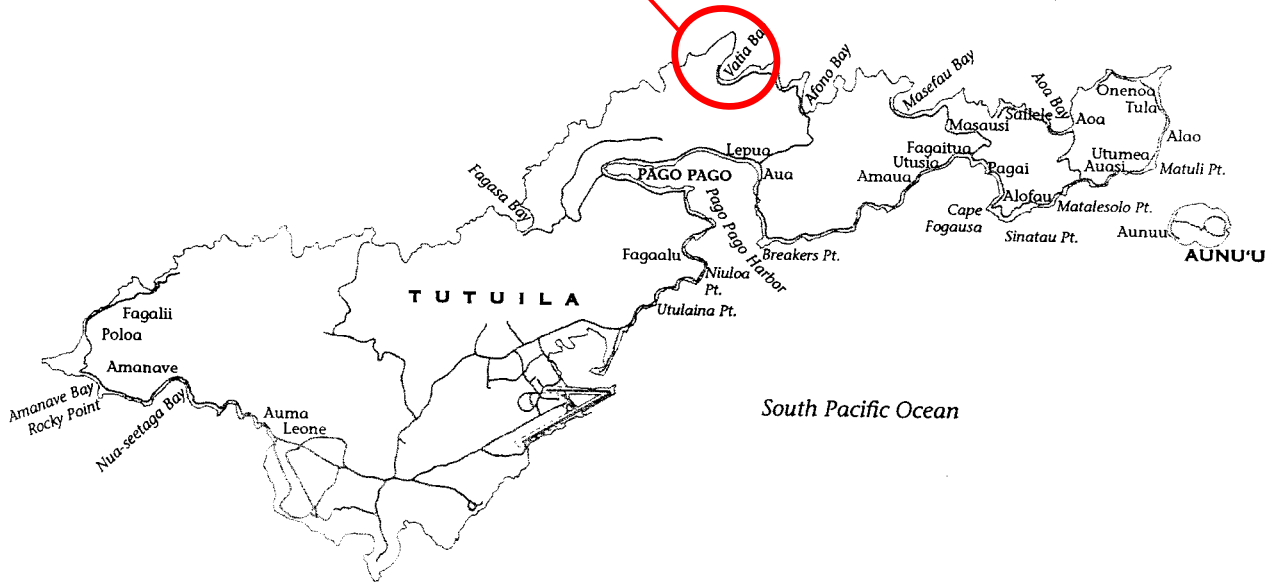 Vatia Ba
Afono Bay
Masefau Bay
Aoa Bay
Onenoa
Tula
Sailele
Aoa
Masausi
Alao
Lepua
Fagaitua
Utusia
Utumea
Auasi
Matuli Pt.
PAGO PAGO
Aua
Amaua
Pagai
Fagasa Bay
Pago Pago Harbor
Alofau
Matalesolo Pt.
Cape
Fogausa
Sinatau Pt.
Aunuu
AUNU'U
Fagaalu
Breakers Pt.
Niuloa
Pt.
TUTUILA
Utulaina Pt.
Fagalii
Poloa
Amanave
Amanave Bay
Rocky Point
Nua-seetaga Bay
Auma
Leone
South Pacific Ocean